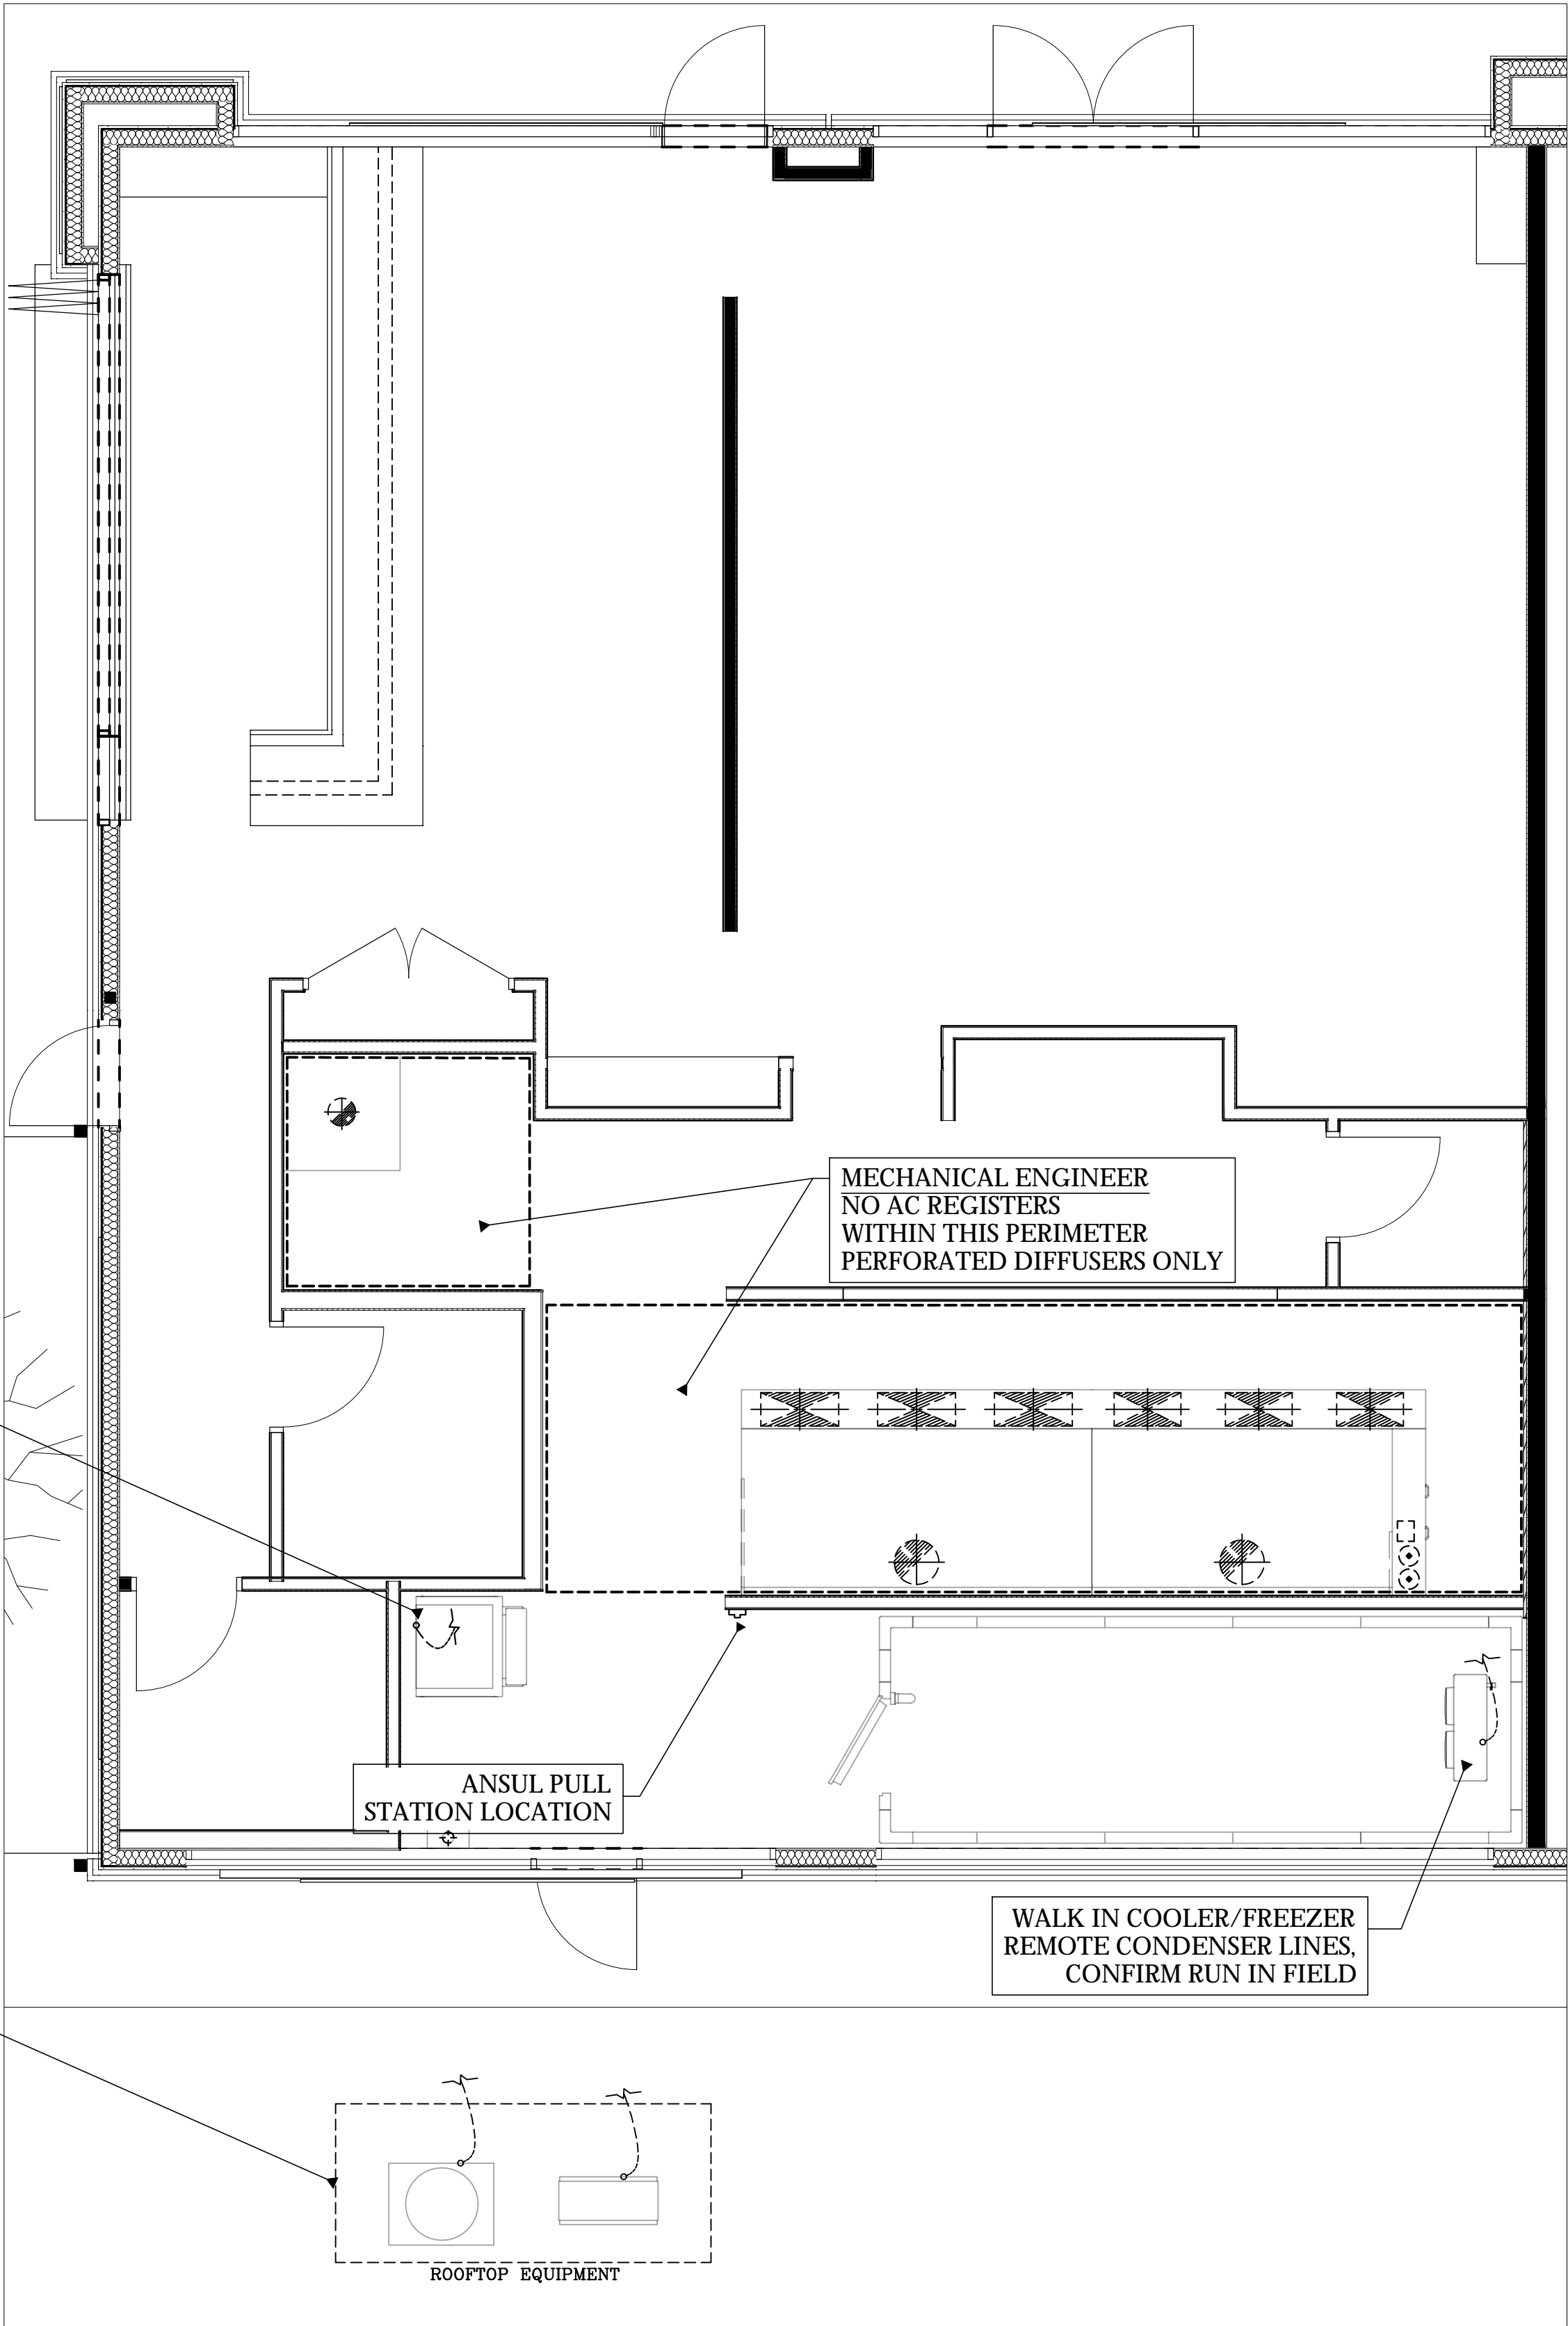 MECHANICAL ENGINEER
NO AC REGISTERS
WITHIN THIS PERIMETER
PERFORATED DIFFUSERS ONLY
ANSUL PULL
STATION LOCATION
WALK IN COOLER/FREEZER
REMOTE CONDENSER LINES,
CONFIRM RUN IN FIELD
ROOFTOP EQUIPMENT